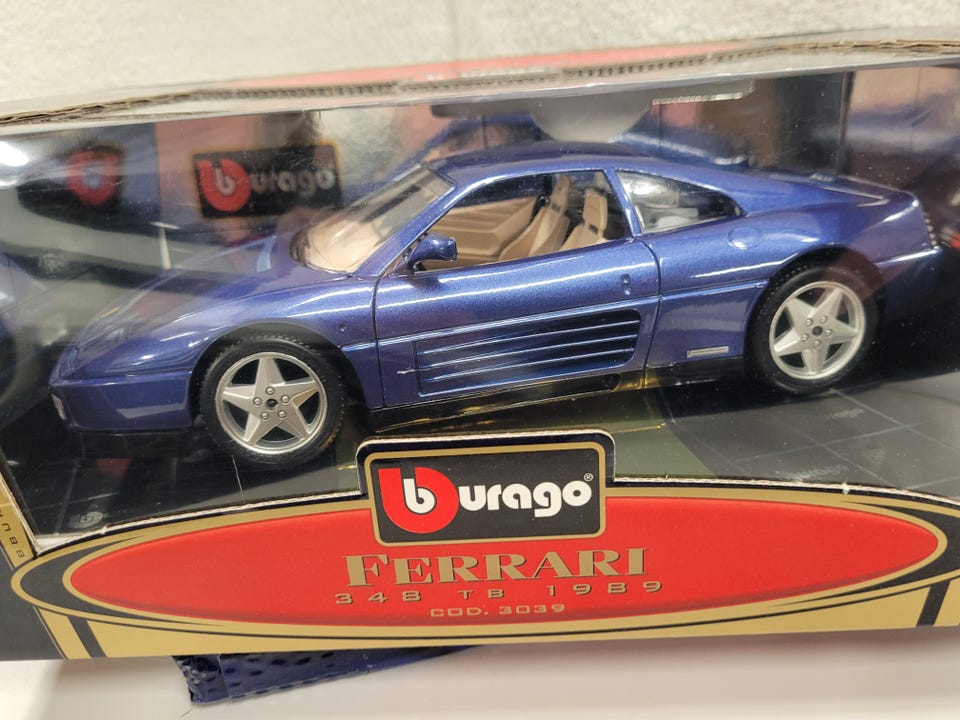 burago
burago®
FERRARI
348 TB 1989
COD. 3039